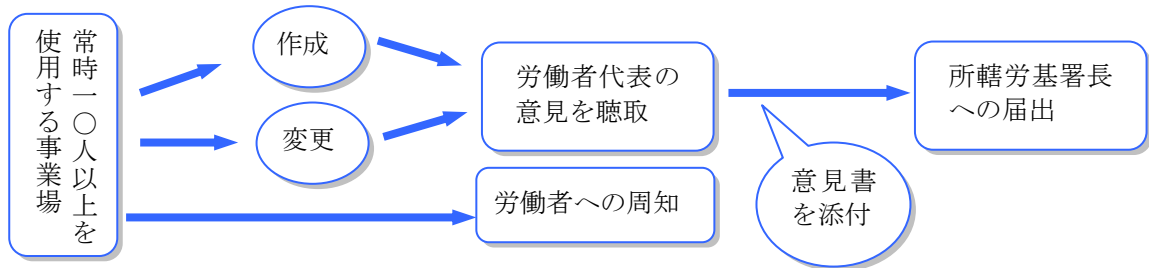 常時一〇人以上を
使用する事業場
作成
変更
労働者代表の
意見を聴取
労働者への周知
意見書
を添付
所轄労基署長
への届出